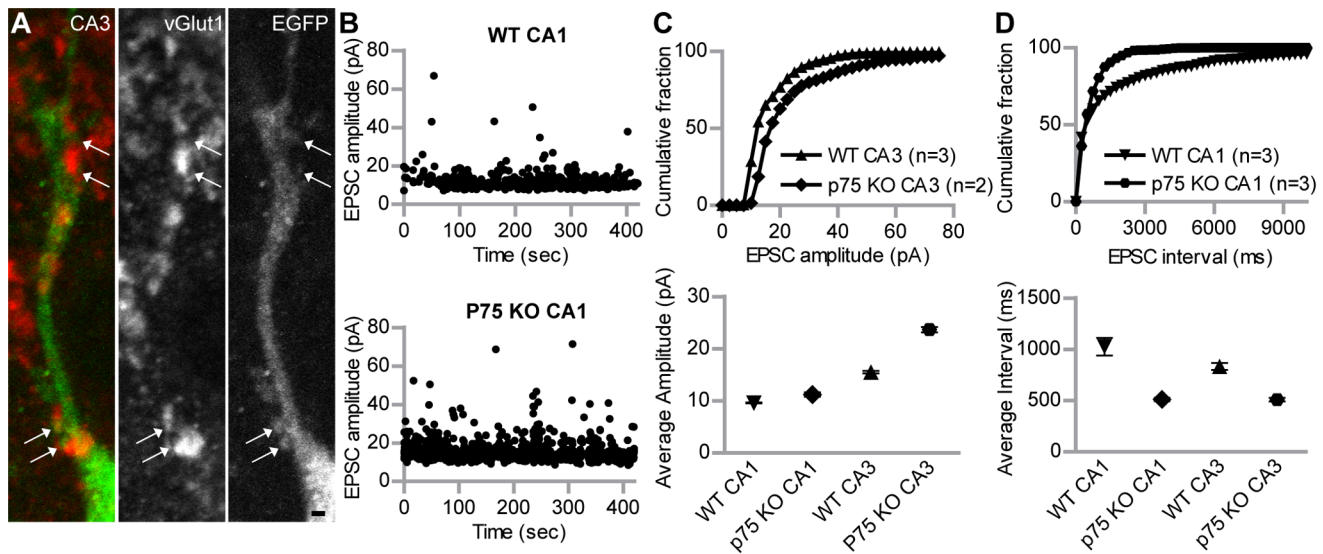 A CA3 vGlut1 EGFP
B
WT CA1
EPSC amplitude (pA)
80
60
40
20
0
0 100 200 300 400
Time (sec)
P75 KO CA1
EPSC amplitude (pA)
80
60
40
20
0
0 100 200 300 400
Time (sec)
C
Cumulative fraction
100
50
0
WT CA3 (n=3)
p75 KO CA3 (n=2)
0 20 40 60 80
EPSC amplitude (pA)
Average Amplitude (pA)
30
20
10
0
WT CA1
p75 KO CA1
WT CA3
P75 KO CA3
D
Cumulative fraction
100
50
0
WT CA1 (n=3)
p75 KO CA1 (n=3)
0 3000 6000 9000
EPSC interval (ms)
Average Interval (ms)
1500
1000
500
0
WT CA1
p75 KO CA1
WT CA3
p75 KO CA3